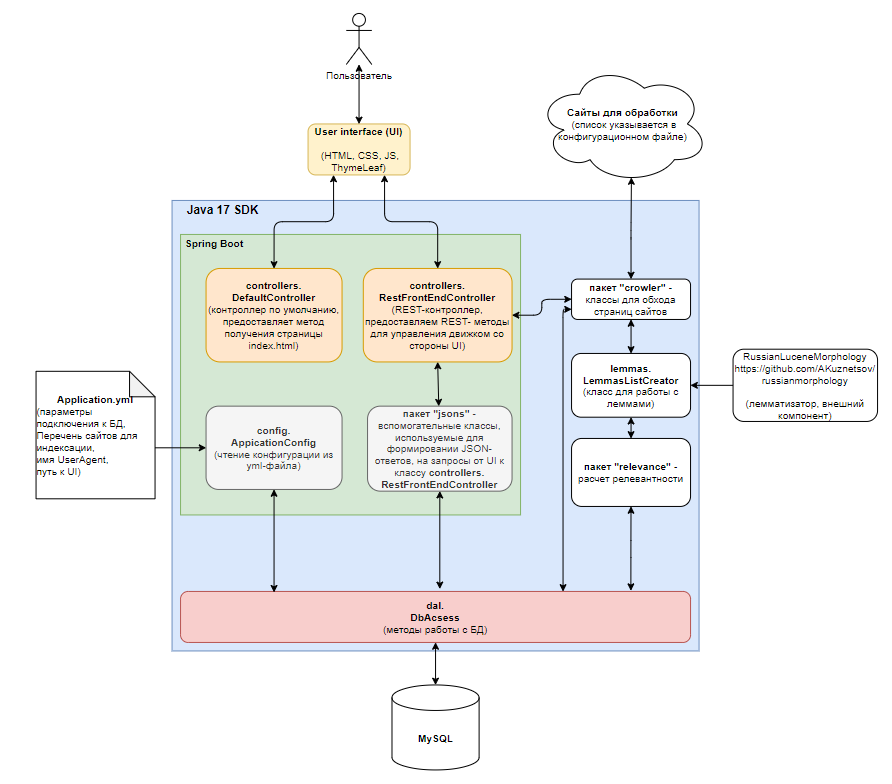 Пользователь
User interface (UI)
(HTML, CSS, JS,
ThymeLeaf)
Сайты для обработки
(список указывается в
конфигурационном файле)
Java 17 SDK
Spring Boot
controllers.
DefaultController
(контроллер по умолчанию,
предоставляет метод
получения страницы
index.html)
controllers.
RestFrontEndController
(REST-контроллер,
предоставляем REST- методы
для управления движком со
стороны UI)
пакет "crowler" -
классы для обхода
страниц сайтов
lemmas.
LemmasListCreator
(класс для работы с
леммами)
RussianLuceneMorphology
https://github.com/AKuznetsov/
russianmorphology
(лемматизатор, внешний
компонент)
Application.yml
(параметры
подключения к БД,
Перечень сайтов для
индексации,
имя UserAgent,
путь к UI)
config.
AppicationConfig
(чтение конфигурации из
yml-файла)
пакет "jsons" -
вспомогательные классы,
используемые для
формировании JSON-
ответов, на запросы от UI к
классу controllers.
RestFrontEndController
пакет "relevance" -
расчет релевантности
dal.
DbAcsess
(методы работы с БД)
MySQL